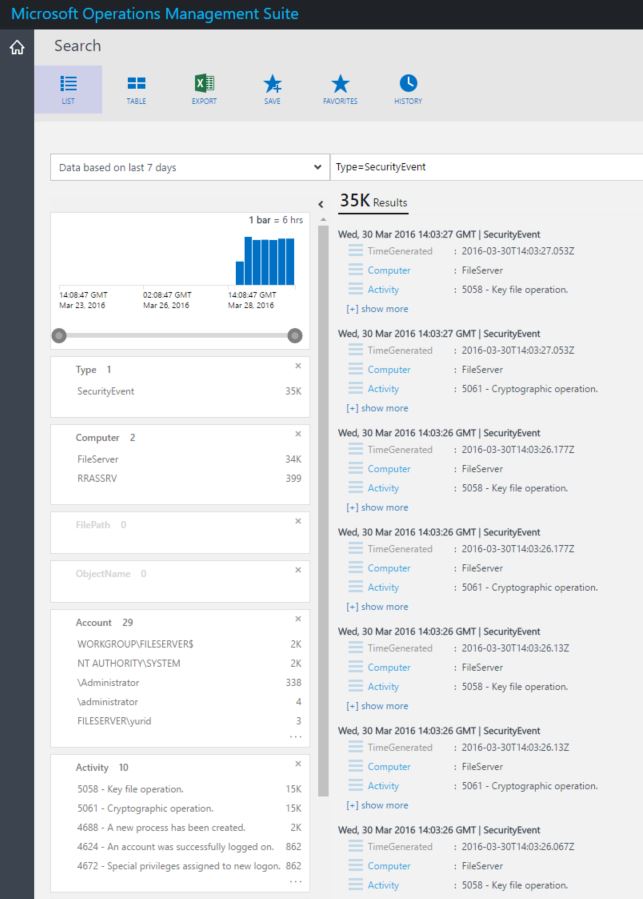 Microsoft Operations Management Suite
Search
LIST
TABLE
EXPORT
SAVE
FAVORITES
HISTORY
Data based on last 7 days
Type=SecurityEvent
1 bar = 6 hrs
14:08:47 GMT
Mar 23, 2016
02:08:47 GMT
Mar 26, 2016
14:08:47 GMT
Mar 28, 2016
Type 1
SecurityEvent 35K
Computer 2
FileServer 34K
RRASSRV 399
FilePath 0
ObjectName 0
Account 29
WORKGROUP\FILESERVER$ 2K
NT AUTHORITY\SYSTEM 2K
\Administrator 338
\administrator 4
FILESERVER\yurid 3
...
Activity 10
5058 - Key file operation. 15K
5061 - Cryptographic operation. 15K
4688 - A new process has been created. 2K
4624 - An account was successfully logged on. 862
4672 - Special privileges assigned to new logon. 862
...
35K Results
Wed, 30 Mar 2016 14:03:27 GMT | SecurityEvent
TimeGenerated : 2016-03-30T14:03:27.053Z
Computer : FileServer
Activity : 5058 - Key file operation.
[+] show more
Wed, 30 Mar 2016 14:03:27 GMT | SecurityEvent
TimeGenerated : 2016-03-30T14:03:27.053Z
Computer : FileServer
Activity : 5061 - Cryptographic operation.
[+] show more
Wed, 30 Mar 2016 14:03:26 GMT | SecurityEvent
TimeGenerated : 2016-03-30T14:03:26.177Z
Computer : FileServer
Activity : 5058 - Key file operation.
[+] show more
Wed, 30 Mar 2016 14:03:26 GMT | SecurityEvent
TimeGenerated : 2016-03-30T14:03:26.177Z
Computer : FileServer
Activity : 5061 - Cryptographic operation.
[+] show more
Wed, 30 Mar 2016 14:03:26 GMT | SecurityEvent
TimeGenerated : 2016-03-30T14:03:26.13Z
Computer : FileServer
Activity : 5058 - Key file operation.
[+] show more
Wed, 30 Mar 2016 14:03:26 GMT | SecurityEvent
TimeGenerated : 2016-03-30T14:03:26.13Z
Computer : FileServer
Activity : 5061 - Cryptographic operation.
[+] show more
Wed, 30 Mar 2016 14:03:26 GMT | SecurityEvent
TimeGenerated : 2016-03-30T14:03:26.067Z
Computer : FileServer
Activity : 5058 - Key file operation.